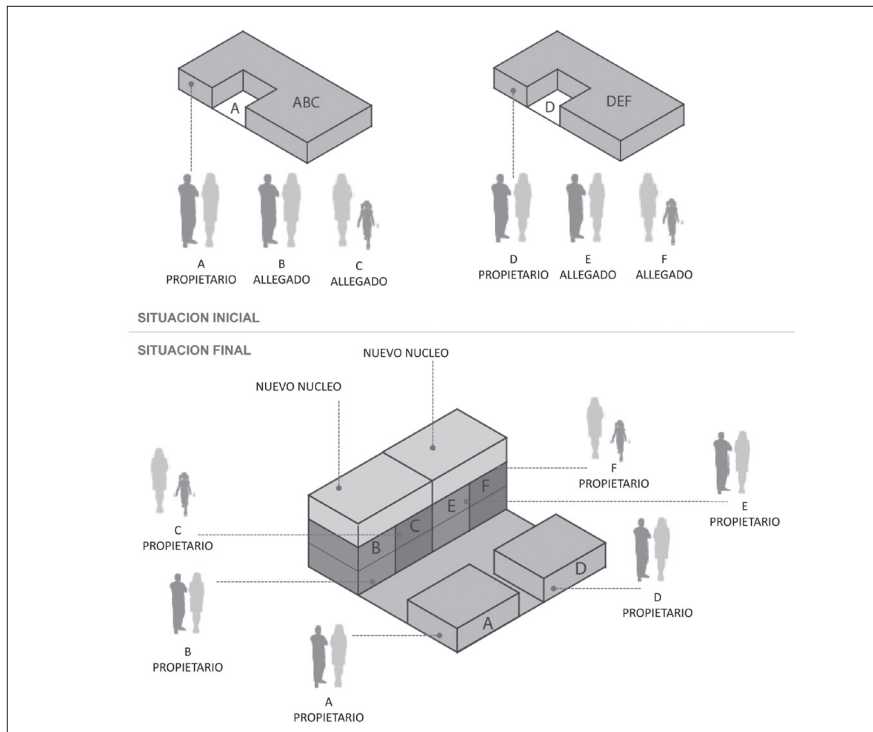 A
ABC
D
DEF
A
PROPIETARIO
B
ALLEGADO
C
ALLEGADO
D
PROPIETARIO
E
ALLEGADO
F
ALLEGADO
SITUACION INICIAL
SITUACION FINAL
NUEVO NUCLEO
NUEVO NUCLEO
B
C
E
F
A
D
F
PROPIETARIO
E
PROPIETARIO
C
PROPIETARIO
D
PROPIETARIO
B
PROPIETARIO
A
PROPIETARIO